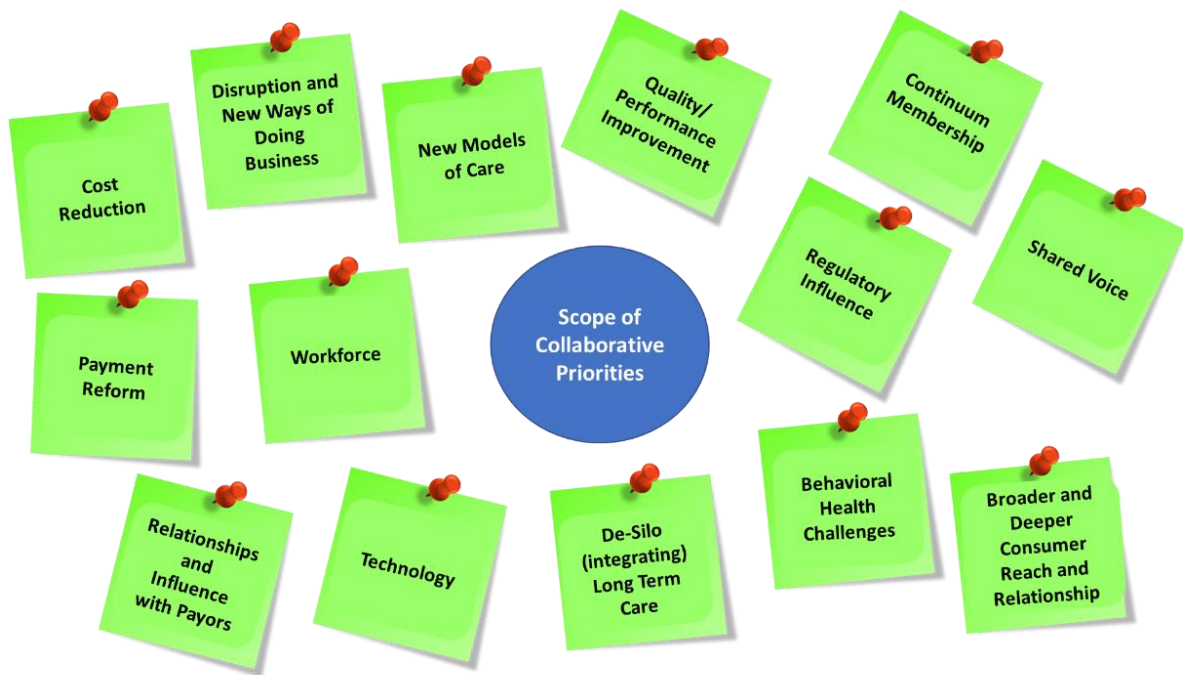 Disruption and
New Ways of
Doing
Business
Quality/
Performance
Improvement
Continuum
Membership
Cost
Reduction
New Models
of Care
Regulatory
Influence
Shared Voice
Payment
Reform
Workforce
Scope of
Collaborative
Priorities
Relationships
and
Influence
with Payors
Technology
De-Silo
(integrating)
Long Term
Care
Behavioral
Health
Challenges
Broader and
Deeper
Consumer
Reach and
Relationship